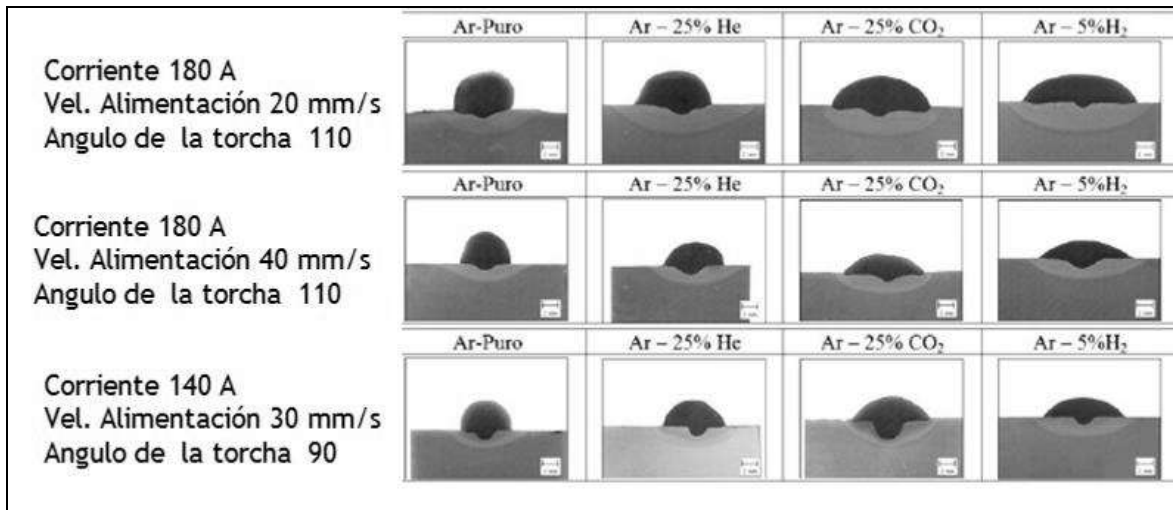 Ar-Puro
Ar – 25% He
Ar – 25% CO₂
Ar – 5%H₂
Corriente 180 A
Vel. Alimentación 20 mm/s
Angulo de la torcha 110
Ar-Puro
Ar – 25% He
Ar – 25% CO₂
Ar – 5%H₂
Corriente 180 A
Vel. Alimentación 40 mm/s
Angulo de la torcha 110
Ar-Puro
Ar – 25% He
Ar – 25% CO₂
Ar – 5%H₂
Corriente 140 A
Vel. Alimentación 30 mm/s
Angulo de la torcha 90